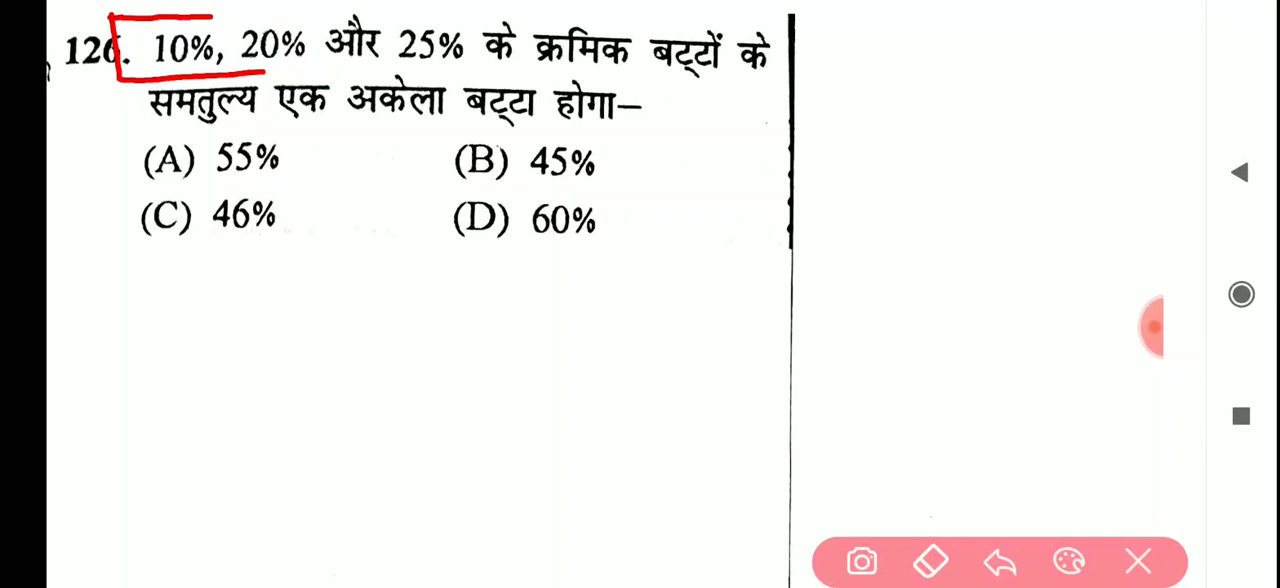 126. 10%, 20% और 25% के क्रमिक बट्टों के
समतुल्य एक अकेला बट्टा होगा–
(A) 55% (B) 45%
(C) 46% (D) 60%